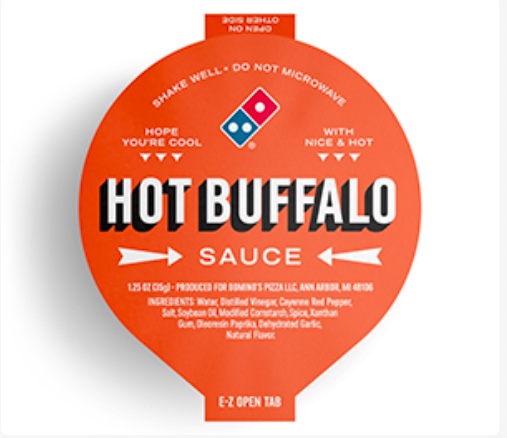 OPEN ON
OTHER SIDE
SHAKE WELL • DO NOT MICROWAVE
HOPE
YOU'RE COOL
WITH
NICE & HOT
®
HOT BUFFALO
SAUCE
1.25 OZ (35g) • PRODUCED FOR DOMINO'S PIZZA LLC, ANN ARBOR, MI 48106
INGREDIENTS: Water, Distilled Vinegar, Cayenne Red Pepper,
Salt, Soybean Oil, Modified Cornstarch, Spice, Xanthan
Gum, Oleoresin Paprika, Dehydrated Garlic,
Natural Flavor.
E-Z OPEN TAB